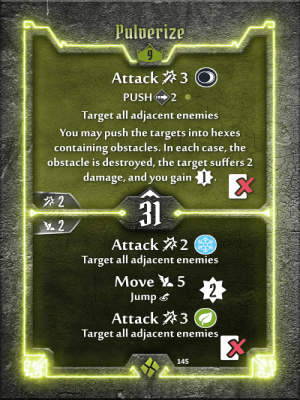 Pulverize
9
Attack 3
PUSH 2
Target all adjacent enemies
You may push the targets into hexes
containing obstacles. In each case, the
obstacle is destroyed, the target suffers 2
damage, and you gain 1.
2
31
2
Attack 2
Target all adjacent enemies
Move 5
Jump
2
Attack 3
Target all adjacent enemies
145